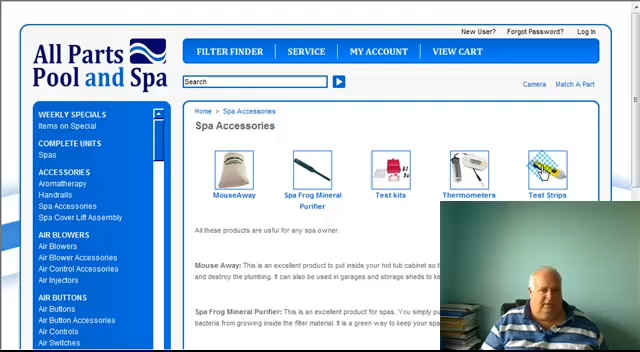 New User? Forgot Password? Log In
All Parts
Pool and Spa
FILTER FINDER SERVICE MY ACCOUNT VIEW CART
Search
Camera Match A Part
WEEKLY SPECIALS
Items on Special
COMPLETE UNITS
Spas
ACCESSORIES
Aromatherapy
Handrails
Spa Accessories
Spa Cover Lift Assembly
AIR BLOWERS
Air Blowers
Air Blower Accessories
Air Control Accessories
Air Injectors
AIR BUTTONS
Air Buttons
Air Button Accessories
Air Controls
Air Switches
Home > Spa Accessories
Spa Accessories
MouseAway
Spa Frog Mineral
Purifier
Test kits
Thermometers
Test Strips
All these products are usful for any spa owner.
Mouse Away: This is an excellent product to put inside your hot tub cabinet so
and destroy the plumbing. It can also be used in garages and storage sheds to
Spa Frog Mineral Purifier: This is an excellent product for spas. You simply
bacteria from growing inside the filter material. It is a green way to keep your